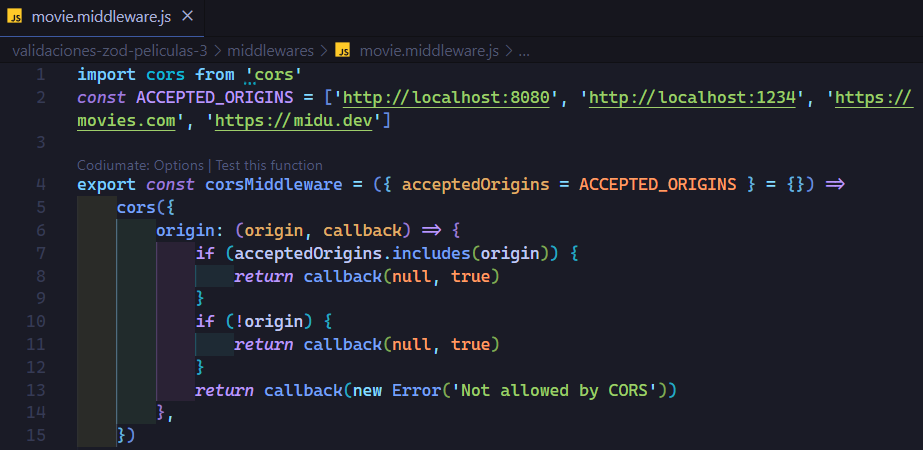 JS movie.middleware.js ×
validaciones-zod-peliculas-3 > middlewares > JS movie.middleware.js > ...
1 import cors from 'cors'
2 const ACCEPTED_ORIGINS = ['http://localhost:8080', 'http://localhost:1234', 'https://
movies.com', 'https://midu.dev']
3
Codiumate: Options | Test this function
4 export const corsMiddleware = ({ acceptedOrigins = ACCEPTED_ORIGINS } = {}) =>
5 cors({
6 origin: (origin, callback) => {
7 if (acceptedOrigins.includes(origin)) {
8 return callback(null, true)
9 }
10 if (!origin) {
11 return callback(null, true)
12 }
13 return callback(new Error('Not allowed by CORS'))
14 },
15 })